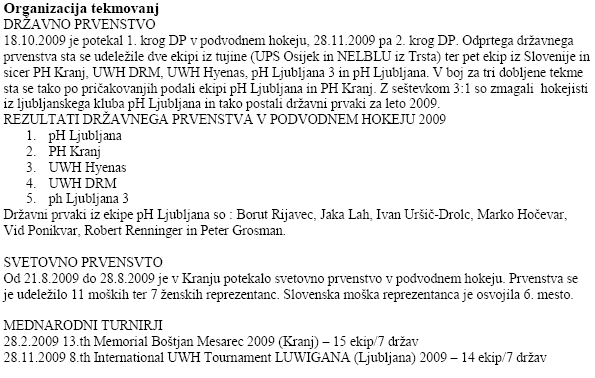 Organizacija tekmovanj
DRŽAVNO PRVENSTVO
18.10.2009 je potekal 1. krog DP v podvodnem hokeju, 28.11.2009 pa 2. krog DP. Odprtega državnega
prvenstva sta se udeležile dve ekipi iz tujine (UPS Osijek in NELBLU iz Trsta) ter pet ekip iz Slovenije in
sicer PH Kranj, UWH DRM, UWH Hyenas, pH Ljubljana 3 in pH Ljubljana. V boj za tri dobljene tekme
sta se tako po pričakovanjih podali ekipi pH Ljubljana in PH Kranj. Z seštevkom 3:1 so zmagali  hokejisti
iz ljubljanskega kluba pH Ljubljana in tako postali državni prvaki za leto 2009.
REZULTATI DRŽAVNEGA PRVENSTVA V PODVODNEM HOKEJU 2009
1. pH Ljubljana
2. PH Kranj
3. UWH Hyenas
4. UWH DRM
5. ph Ljubljana 3
Državni prvaki iz ekipe pH Ljubljana so : Borut Rijavec, Jaka Lah, Ivan Uršič-Drolc, Marko Hočevar,
Vid Ponikvar, Robert Renninger in Peter Grosman.
SVETOVNO PRVNSVTO
Od 21.8.2009 do 28.8.2009 je v Kranju potekalo svetovno prvenstvo v podvodnem hokeju. Prvenstva se
je udeležilo 11 moških ter 7 ženskih reprezentanc. Slovenska moška reprezentanca je osvojila 6. mesto.
MEDNARODNI TURNIRJI
28.2.2009 13.th Memorial Boštjan Mesarec 2009 (Kranj) – 15 ekip/7 držav
28.11.2009 8.th International UWH Tournament LUWIGANA (Ljubljana) 2009 – 14 ekip/7 držav